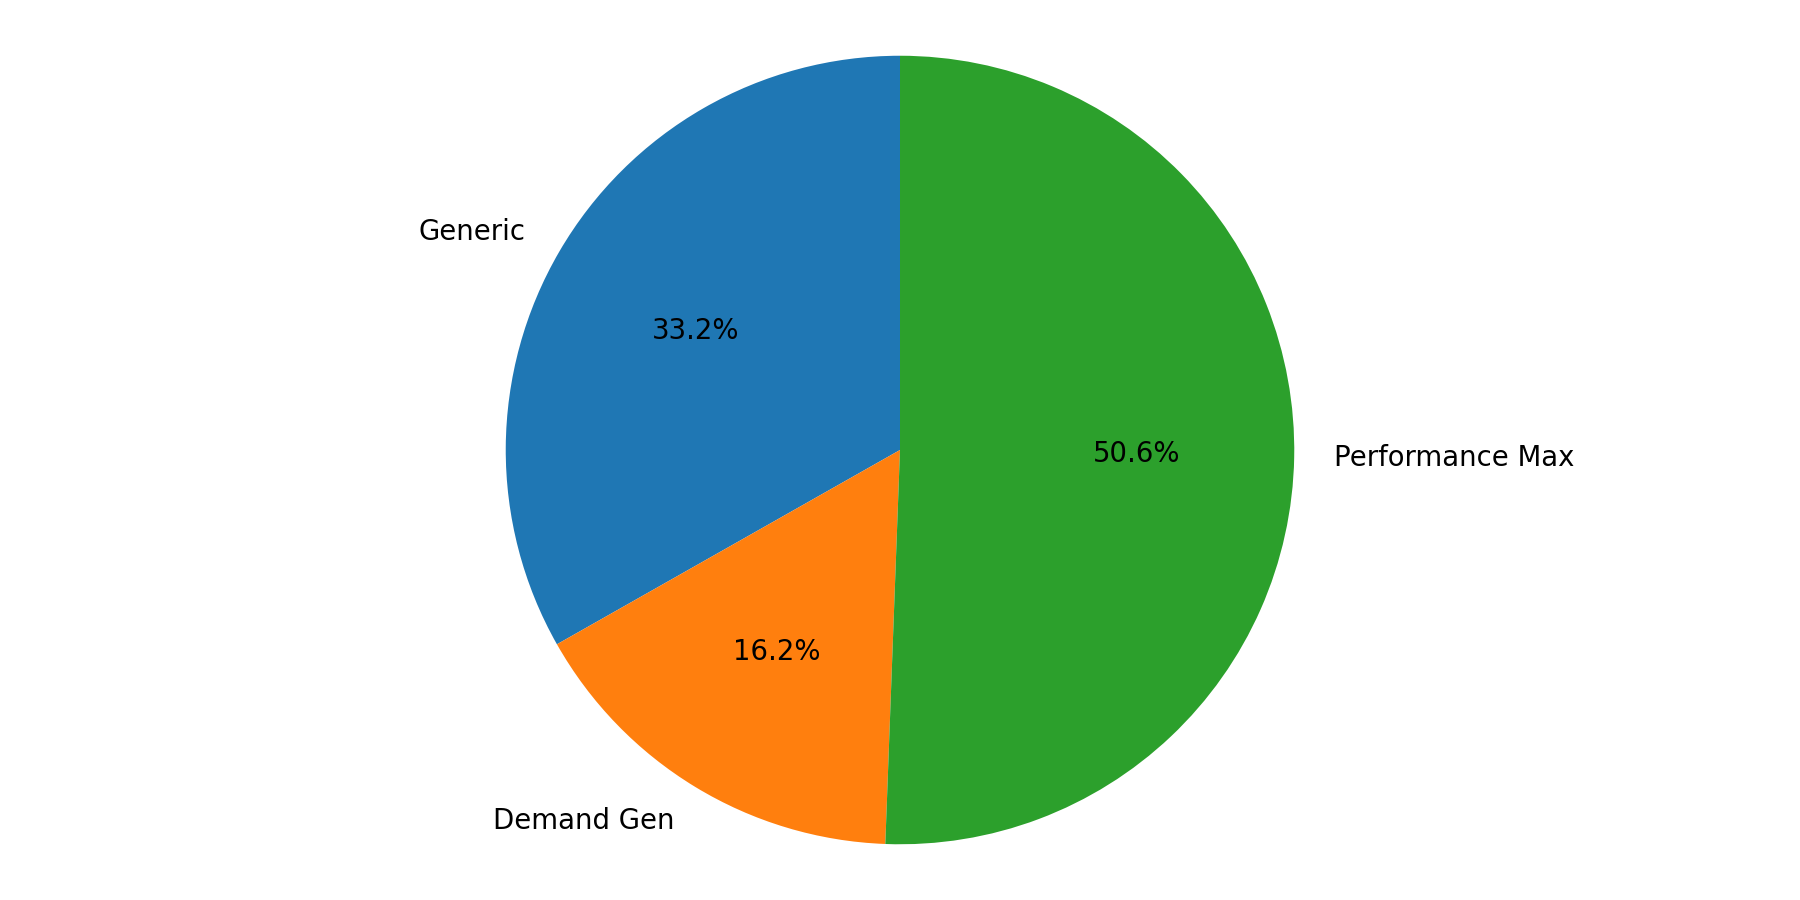 Generic
33.2%
50.6%
Performance Max
16.2%
Demand Gen